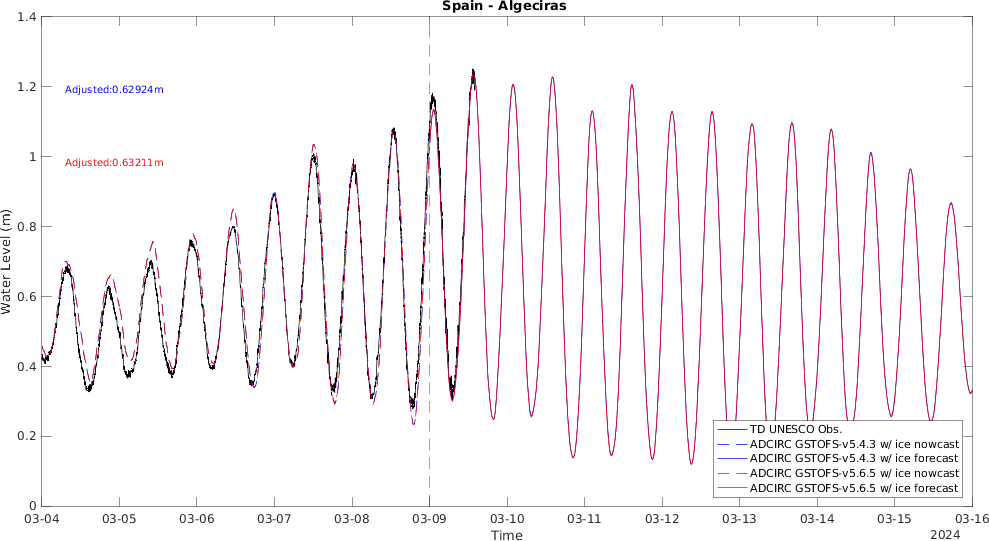 Spain - Algeciras
1.4
1.2
1
0.8
0.6
0.4
0.2
0
Water Level (m)
Adjusted:0.62924m
Adjusted:0.63211m
TD UNESCO Obs.
ADCIRC GSTOFS-v5.4.3 w/ ice nowcast
ADCIRC GSTOFS-v5.4.3 w/ ice forecast
ADCIRC GSTOFS-v5.6.5 w/ ice nowcast
ADCIRC GSTOFS-v5.6.5 w/ ice forecast
03-04 03-05 03-06 03-07 03-08 03-09 03-10 03-11 03-12 03-13 03-14 03-15 03-16
Time
2024